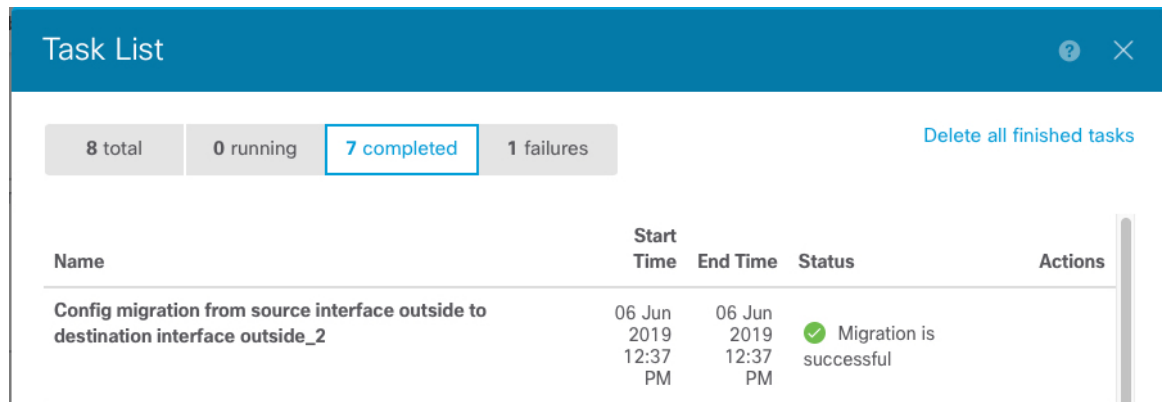 Task List
8 total 0 running 7 completed 1 failures
Delete all finished tasks
Name Start Time End Time Status Actions
Config migration from source interface outside to
destination interface outside_2
06 Jun
2019
12:37
PM
06 Jun
2019
12:37
PM
Migration is
successful